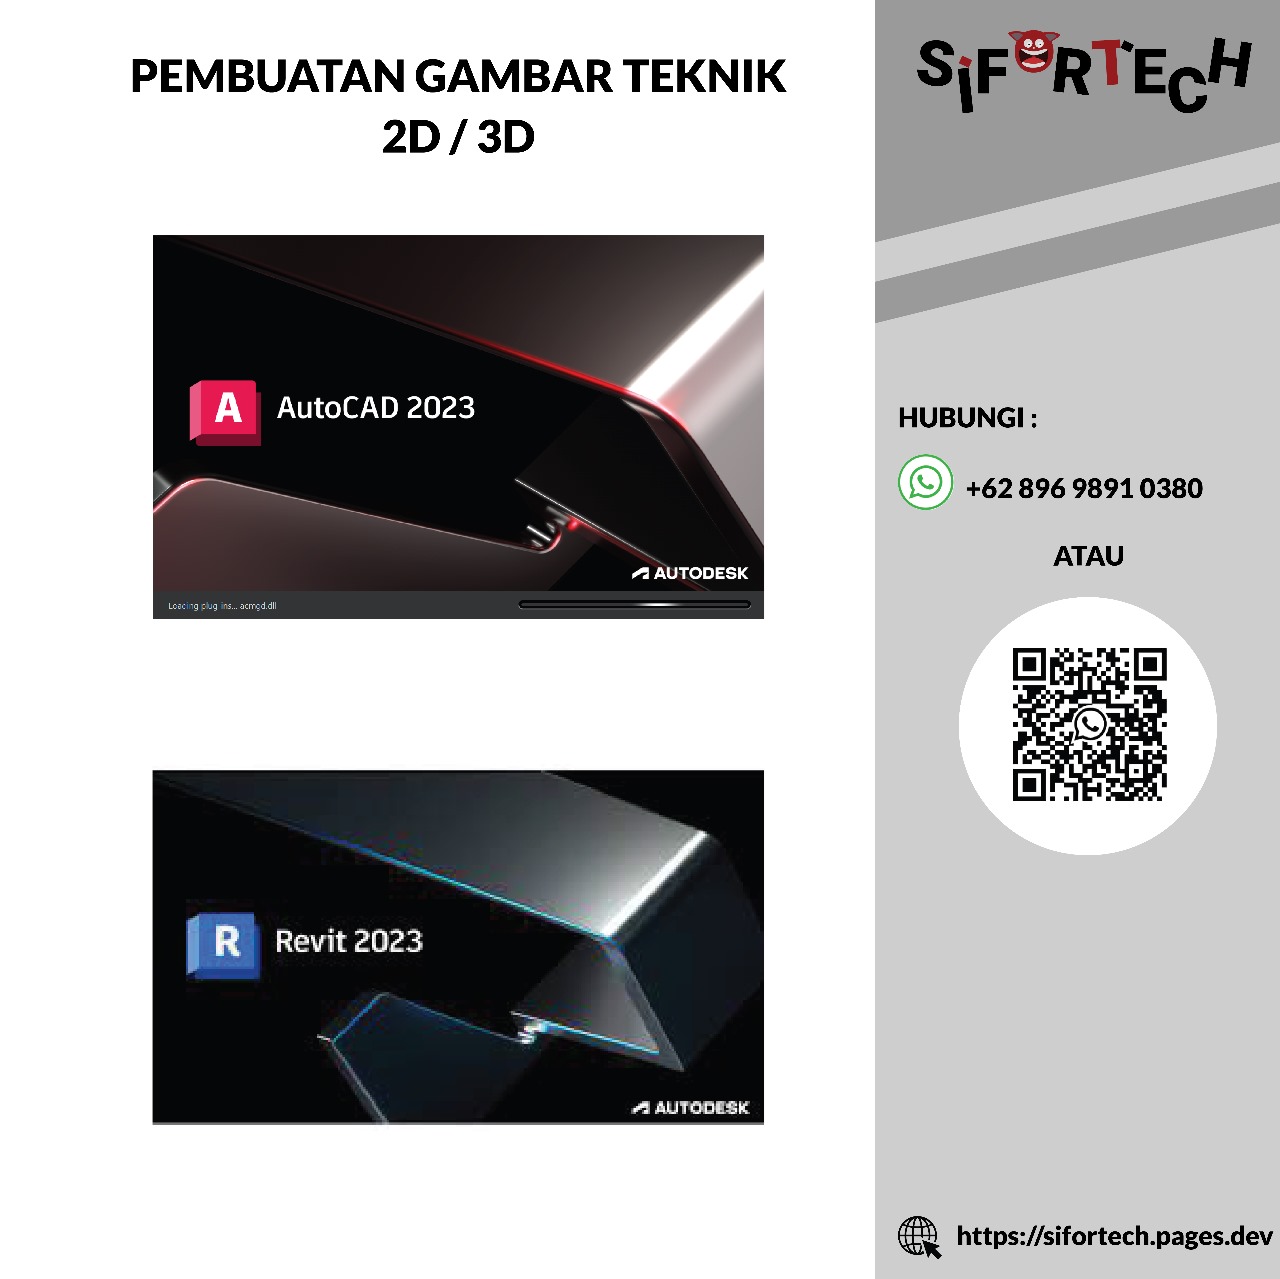 PEMBUATAN GAMBAR TEKNIK
2D / 3D
A AutoCAD 2023
AUTODESK
Loading plug-ins... acmgd.dll
R Revit 2023
AUTODESK
SiFORTECH
HUBUNGI :
+62 896 9891 0380
ATAU
https://sifortech.pages.dev